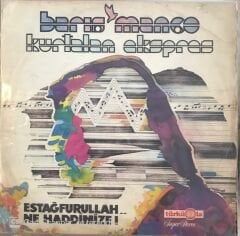 barış manço
kurtalan ekspres
ESTAĞFURULLAH...
NE HADDİMİZE!
türküola